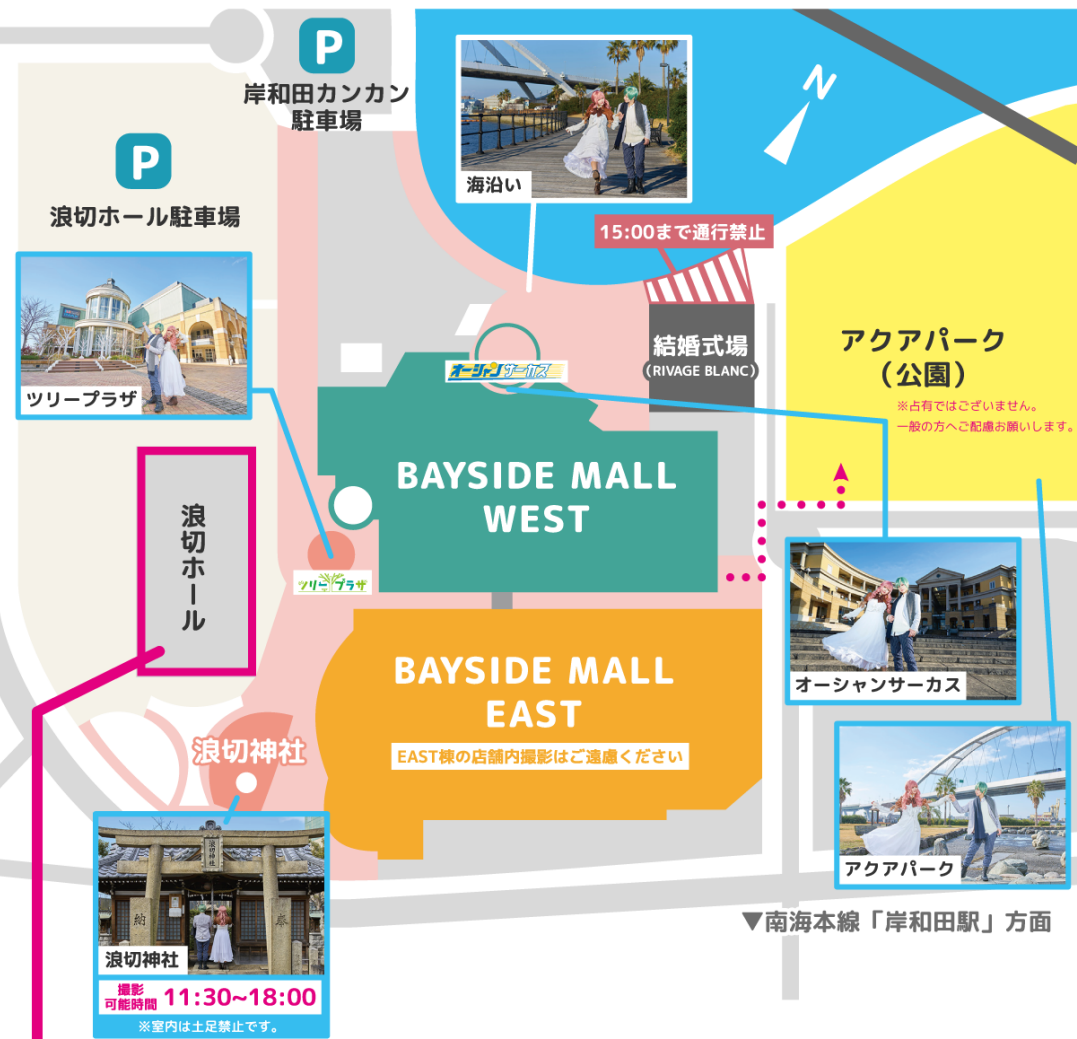 P
岸和田カンカン
駐車場
P
浪切ホール駐車場
N
海沿い
15:00まで通行禁止
ツリープラザ
結婚式場
(RIVAGE BLANC)
アクアパーク
(公園)
※占有ではございません。
一般の方へご配慮お願いします。
オーシャンサーカス
BAYSIDE MALL
WEST
浪切ホール
ツリープラザ
オーシャンサーカス
BAYSIDE MALL
EAST
EAST棟の店舗内撮影はご遠慮ください
浪切神社
アクアパーク
▼南海本線「岸和田駅」方面
浪切神社
納
奉
浪切神社
撮影
可能時間
11:30~18:00
※室内は土足禁止です。